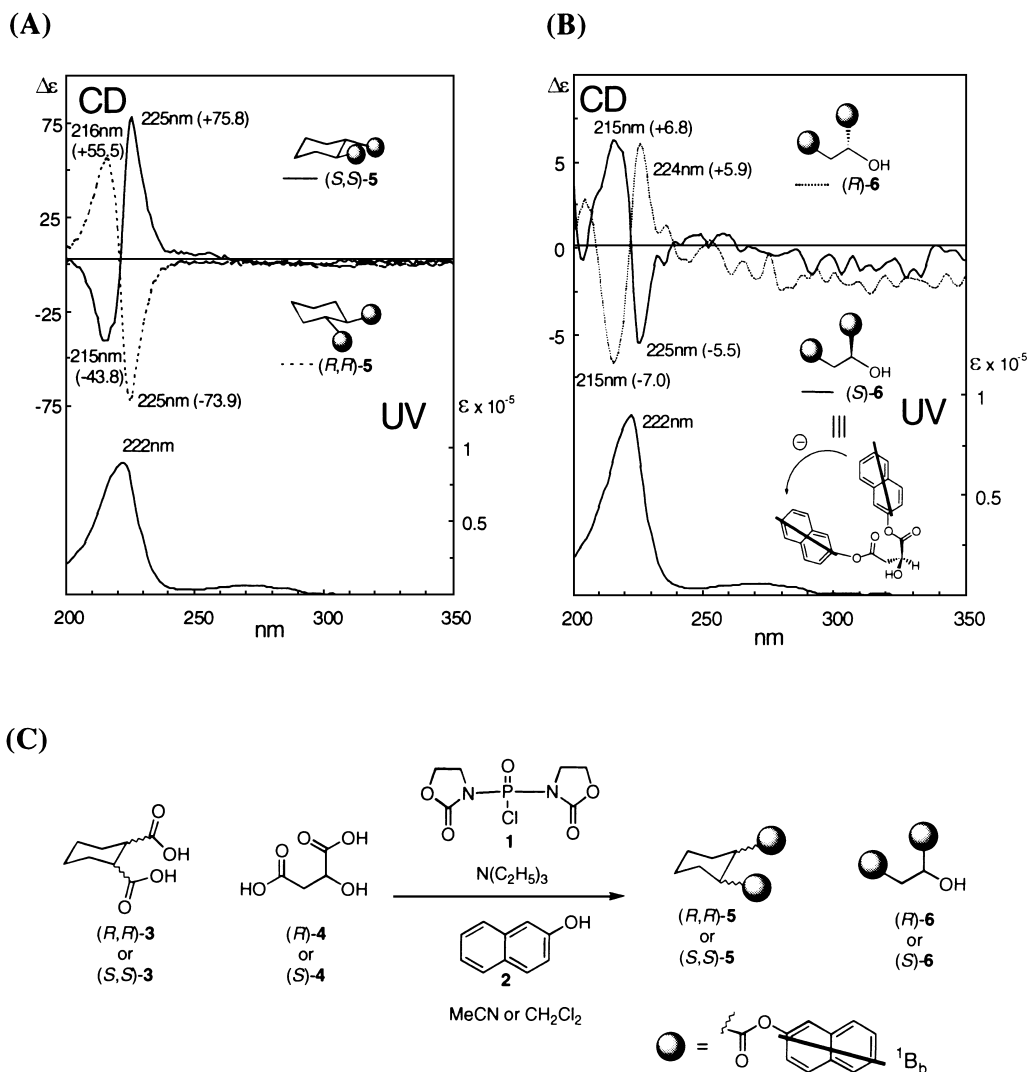 (A)
Δε
CD
75
25
-25
-75
225nm (+75.8)
216nm
(+55.5)
(S,S)-5
(R,R)-5
215nm
(-43.8)
225nm (-73.9)
UV
ε x 10⁻⁵
1
0.5
222nm
200
250
300
350
nm
(B)
Δε
CD
5
0
-5
215nm (+6.8)
224nm (+5.9)
OH
(R)-6
OH
(S)-6
225nm (-5.5)
215nm (-7.0)
ε x 10⁻⁵
1
0.5
UV
222nm
⊖
O
O
O
O
HO
H
200
250
300
350
nm
(C)
O
OH
OH
O
(R,R)-3
or
(S,S)-3
O
OH
O
HO
OH
(R)-4
or
(S)-4
O
O
N
P
N
O
Cl
O
O
1
N(C₂H₅)₃
OH
2
MeCN or CH₂Cl₂
(R,R)-5
or
(S,S)-5
OH
(R)-6
or
(S)-6
=
O
O
¹Bb